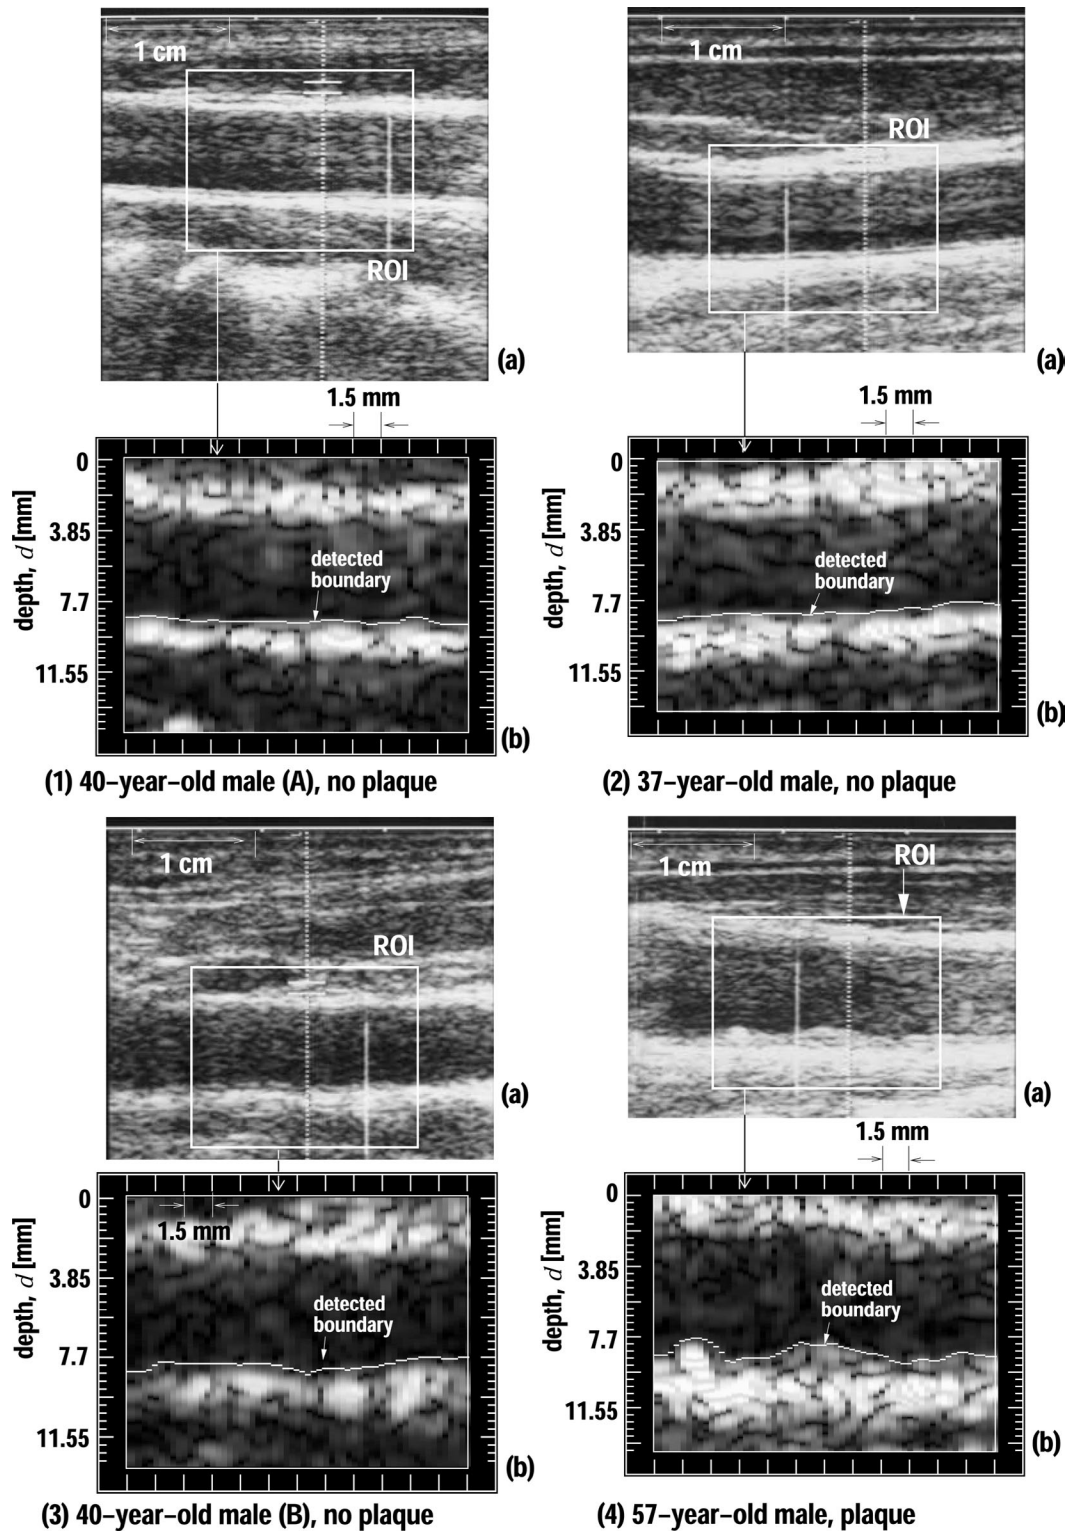 1 cm
ROI
(a)
1.5 mm
0
3.85
7.7
11.55
depth, d [mm]
detected
boundary
(b)
(1) 40–year–old male (A), no plaque
1 cm
ROI
(a)
1.5 mm
0
3.85
7.7
11.55
depth, d [mm]
detected
boundary
(b)
(2) 37–year–old male, no plaque
1 cm
ROI
(a)
0
1.5 mm
3.85
7.7
11.55
depth, d [mm]
detected
boundary
(b)
(3) 40–year–old male (B), no plaque
1 cm
ROI
(a)
1.5 mm
0
3.85
7.7
11.55
depth, d [mm]
detected
boundary
(b)
(4) 57–year–old male, plaque